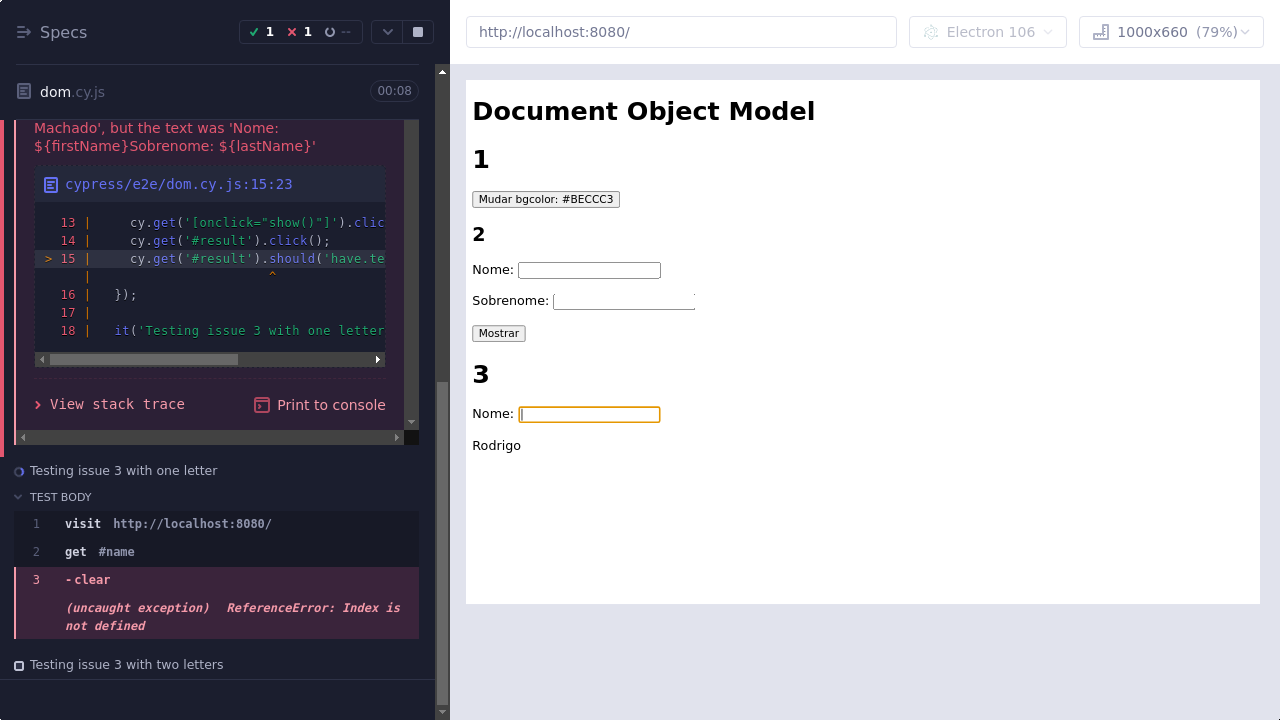 Specs
1
1
--
http://localhost:8080/
Electron 106
1000x660 (79%)
dom.cy.js
00:08
Machado', but the text was 'Nome:
${firstName}Sobrenome: ${lastName}'
cypress/e2e/dom.cy.js:15:23
13 | cy.get('[onclick="show()"]').clic
14 | cy.get('#result').click();
> 15 | cy.get('#result').should('have.te
| ^
16 | });
17 |
18 | it('Testing issue 3 with one letter
View stack trace
Print to console
Testing issue 3 with one letter
TEST BODY
1 visit http://localhost:8080/
2 get #name
3 -clear
(uncaught exception) ReferenceError: Index is
not defined
Testing issue 3 with two letters
Document Object Model
1
Mudar bgcolor: #BECCC3
2
Nome:
Sobrenome:
Mostrar
3
Nome:
Rodrigo